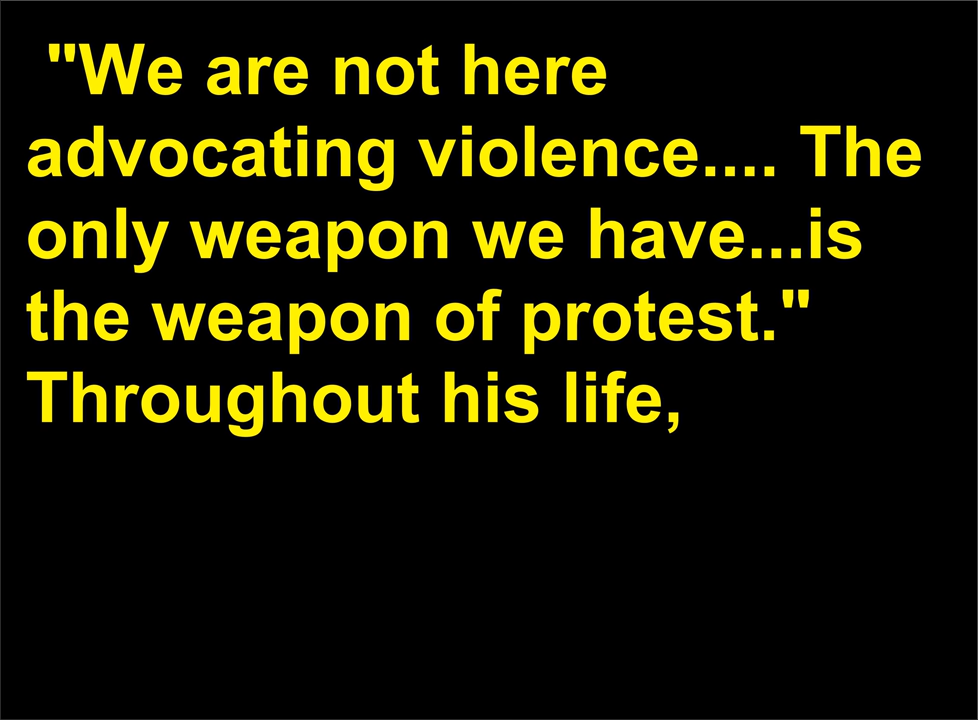 "We are not here
advocating violence.... The
only weapon we have...is
the weapon of protest."
Throughout his life,